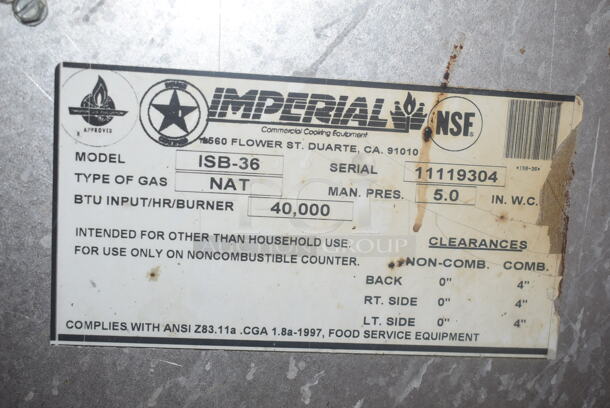 APPROVED
IMPERIAL
Commercial Cooking Equipment
NSF
560 FLOWER ST. DUARTE, CA. 91010
*ISB-36*
MODEL ISB-36 SERIAL 11119304
TYPE OF GAS NAT MAN. PRES. 5.0 IN. W.C.
BTU INPUT/HR/BURNER 40,000
INTENDED FOR OTHER THAN HOUSEHOLD USE.
FOR USE ONLY ON NONCOMBUSTIBLE COUNTER.
CLEARANCES
NON-COMB. COMB.
BACK 0" 4"
RT. SIDE 0" 4"
LT. SIDE 0" 4"
COMPLIES WITH ANSI Z83.11a .CGA 1.8a-1997, FOOD SERVICE EQUIPMENT